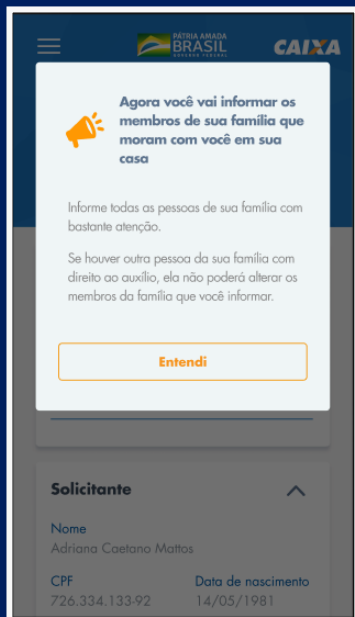 PÁTRIA AMADA
BRASIL
GOVERNO FEDERAL
CAIXA
Agora você vai informar os
membros de sua família que
moram com você em sua
casa
Informe todas as pessoas de sua família com
bastante atenção.
Se houver outra pessoa da sua família com
direito ao auxílio, ela não poderá alterar os
membros da família que você informar.
Entendi
Solicitante
Nome
Adriana Caetano Mattos
CPF
Data de nascimento
726.334.133-92
14/05/1981